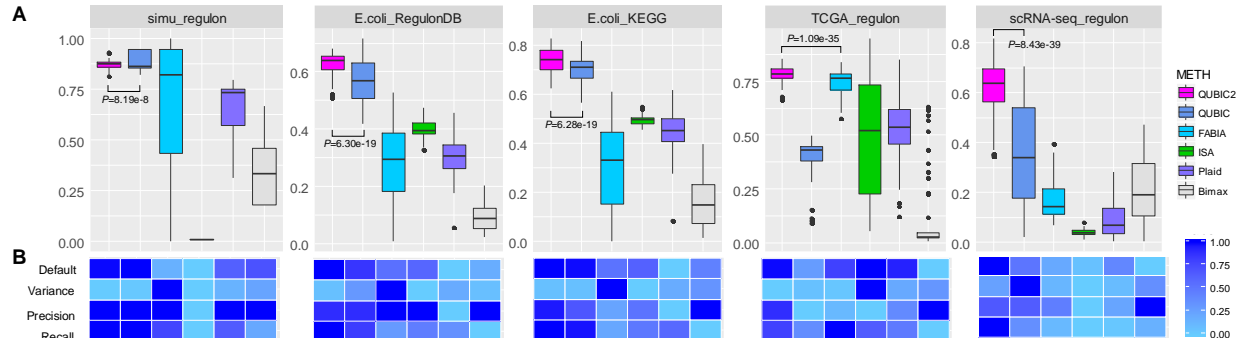 A
simu_regulon
E.coli_RegulonDB
E.coli_KEGG
TCGA_regulon
scRNA-seq_regulon
1.00
0.75
0.50
0.25
0.00
P=8.19e-8
0.6
0.4
0.2
0.0
P=6.30e-19
0.8
0.6
0.4
0.2
0.0
P=6.28e-19
0.75
0.50
0.25
0.00
P=1.09e-35
0.8
0.6
0.4
0.2
0.0
P=8.43e-39
METH
QUBIC2
QUBIC
FABIA
ISA
Plaid
Bimax
B
Default
Variance
Precision
Recall
1.00
0.75
0.50
0.25
0.00